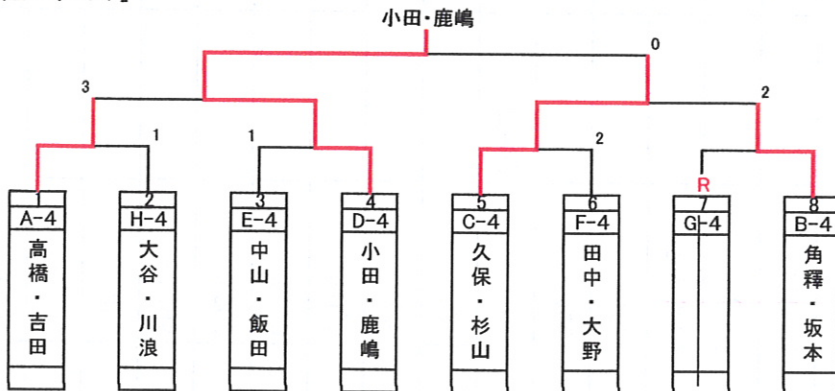 小田・鹿嶋
0
3
2
1
1
2
R
1 2 3 4 5 6 7 8
A-4 H-4 E-4 D-4 C-4 F-4 G-4 B-4
高橋・吉田
大谷・川浪
中山・飯田
小田・鹿嶋
久保・杉山
田中・大野
角釋・坂本